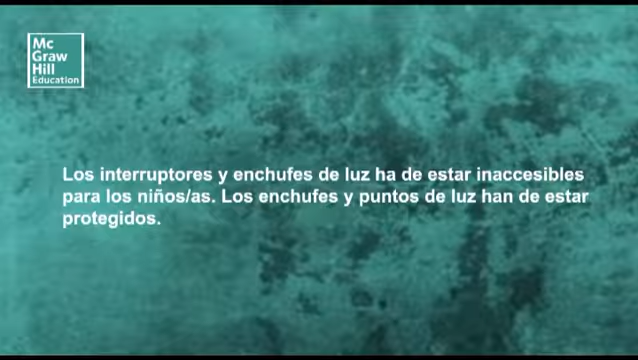 Mc
Graw
Hill
Education
Los interruptores y enchufes de luz ha de estar inaccesibles
para los niños/as. Los enchufes y puntos de luz han de estar
protegidos.